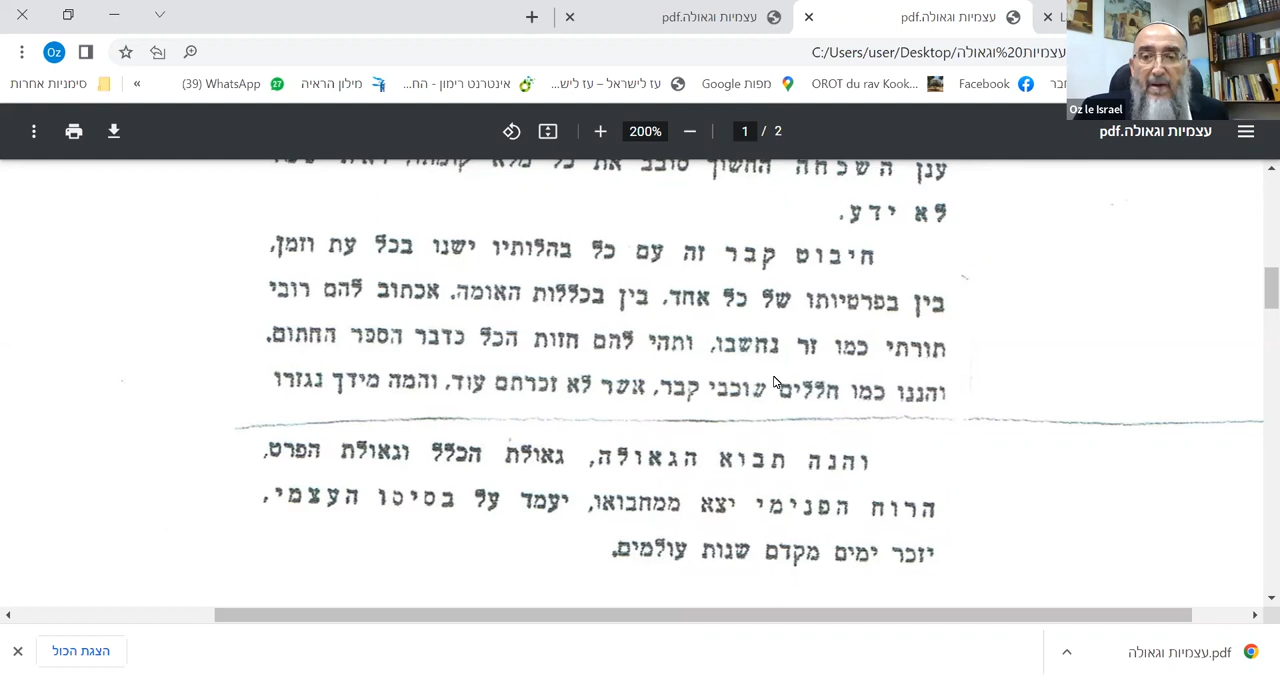 עצמיות וגאולה.pdf
עצמיות וגאולה.pdf
C:/Users/user/Desktop/עצמיות%20וגאולה
Oz
סימניות אחרות
«
(39) WhatsApp
27
מילון הראיה
אינטרנט רימון - הח...
עז לישראל – עז ליש...
מפות Google
OROT du rav Kook...
Facebook
חבר
Oz le Israel
עצמיות וגאולה.pdf
1 / 2
200%
ענן השכחה החשוך סובב את כל מלא קומתה,
לא ידע.
חיבוט קבר זה עם כל בהלותיו ישנו בכל עת וזמן,
בין בפרטיותו של כל אחד, בין בכללות האומה. אכתוב להם רובי
תורתי כמו זר נחשבו, ותהי להם חזות הכל כדבר הספר החתום.
והננו כמו חללים שוכבי קבר, אשר לא זכרתם עוד, והמה מידך נגזרו
והנה תבוא הגאולה, גאולת הכלל וגאולת הפרט,
הרוח הפנימי יצא ממחבואו, יעמד על בסיסו העצמי,
יזכר ימים מקדם שנות עולמים.
הצגת הכול
עצמיות וגאולה.pdf